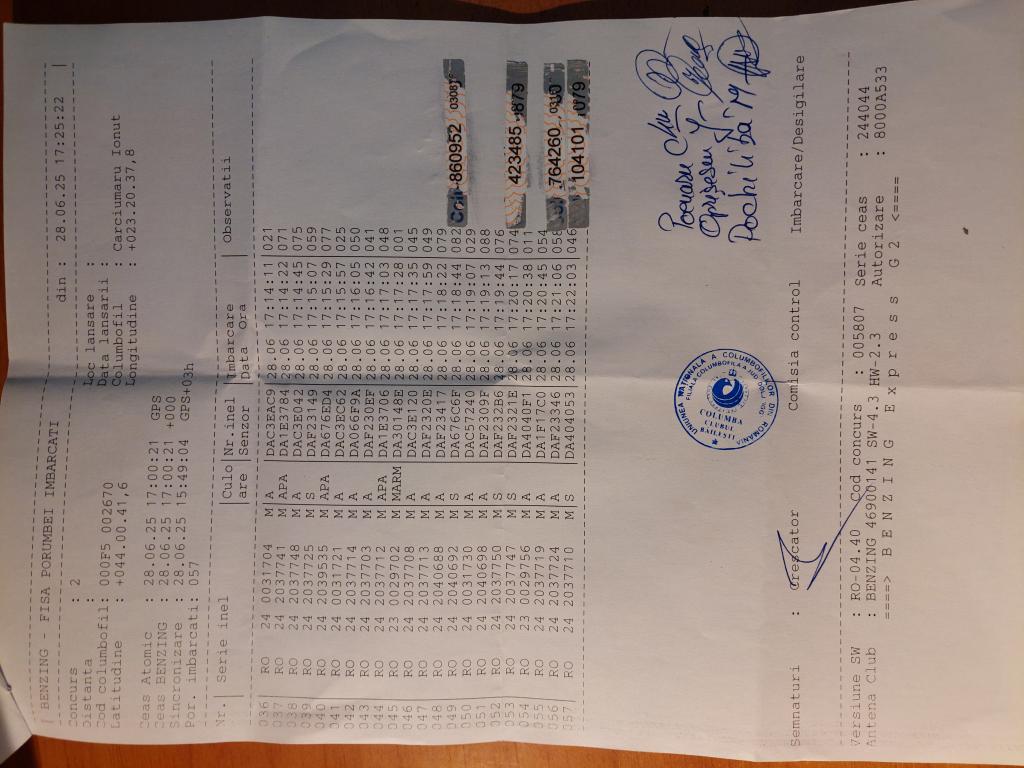 | BENZING - FISA PORUMBEI IMBARCATI din : 28.06.25 17:25:22 |
Concurs : 2 Loc lansare :
Distanta : Data lansarii :
Cod columbofil: 000F5 002670 Columbofil : Carciumaru Ionut
Latitudine : +044.00.41,6 Longitudine : +023.20.37,8
Ceas Atomic : 28.06.25 17:00:21 GPS
Ceas BENZING : 28.06.25 17:00:21 +000
Sincronizare : 28.06.25 15:49:04 GPS+03h
Por. imbarcati: 057
Nr.| Serie inel |Culo|Nr.inel |Imbarcare | Observatii
|are |Senzor |Data Ora |
036| RO 24 0031704 M A |DAC3EAC9|28.06 17:14:11| 021
037| RO 24 2037741 M APA |DA1E3784|28.06 17:14:22| 071
038| RO 24 2037748 M A |DAC3E042|28.06 17:14:45| 075
039| RO 24 2037725 M S |DAF23149|28.06 17:15:07| 059
040| RO 24 2039535 M APA |DA676ED4|28.06 17:15:29| 077
041| RO 24 0031721 M A |DAC3EC62|28.06 17:15:57| 025
042| RO 24 2037714 M A |DA066F9A|28.06 17:16:05| 050
043| RO 24 2037703 M A |DAF230EF|28.06 17:16:42| 041
044| RO 24 2037712 M APA |DA1E3706|28.06 17:17:03| 048
045| RO 23 0029702 M MARM|DA30148E|28.06 17:17:28| 001
046| RO 24 2037708 M A |DAC3E120|28.06 17:17:35| 045
047| RO 24 2037713 M A |DAF2320E|28.06 17:17:59| 049
048| RO 24 2040688 M A |DAF23417|28.06 17:18:22| 079
049| RO 24 2040692 M S |DA676C6F|28.06 17:18:44| 082 860952 0308
050| RO 24 0031730 M A |DAC57240|28.06 17:19:07| 029
051| RO 24 2040698 M A |DAF2309F|28.06 17:19:13| 088
052| RO 24 2037750 M S |DAF232B6|28.06 17:19:44| 076
053| RO 24 2037747 M S |DAF2321E|28.06 17:20:17| 074 423485 879
054| RO 23 0029756 M A |DA4040F1|28.06 17:20:38| 011
055| RO 24 2037719 M A |DA1F17C0|28.06 17:20:45| 054
056| RO 24 2037724 M A |DAF23346|28.06 17:21:06| 058 764260
057| RO 24 2037710 M S |DA404053|28.06 17:22:03| 046 104101 079
UNIUNEA NATIONALA A COLUMBOFILILOR DIN ROMANIA
COLUMBA
CLUBUL
BAILESTI
Semnaturi : Crescator Comisia control Imbarcare/Desigilare
Versiune SW : RO-04.40 Cod concurs : 005807 Serie ceas : 244044
Antena Club : BENZING 46900141 SW-4.3 HW-2.3 Autorizare : 8000A533
====> B E N Z I N G E x p r e s s G 2 <====